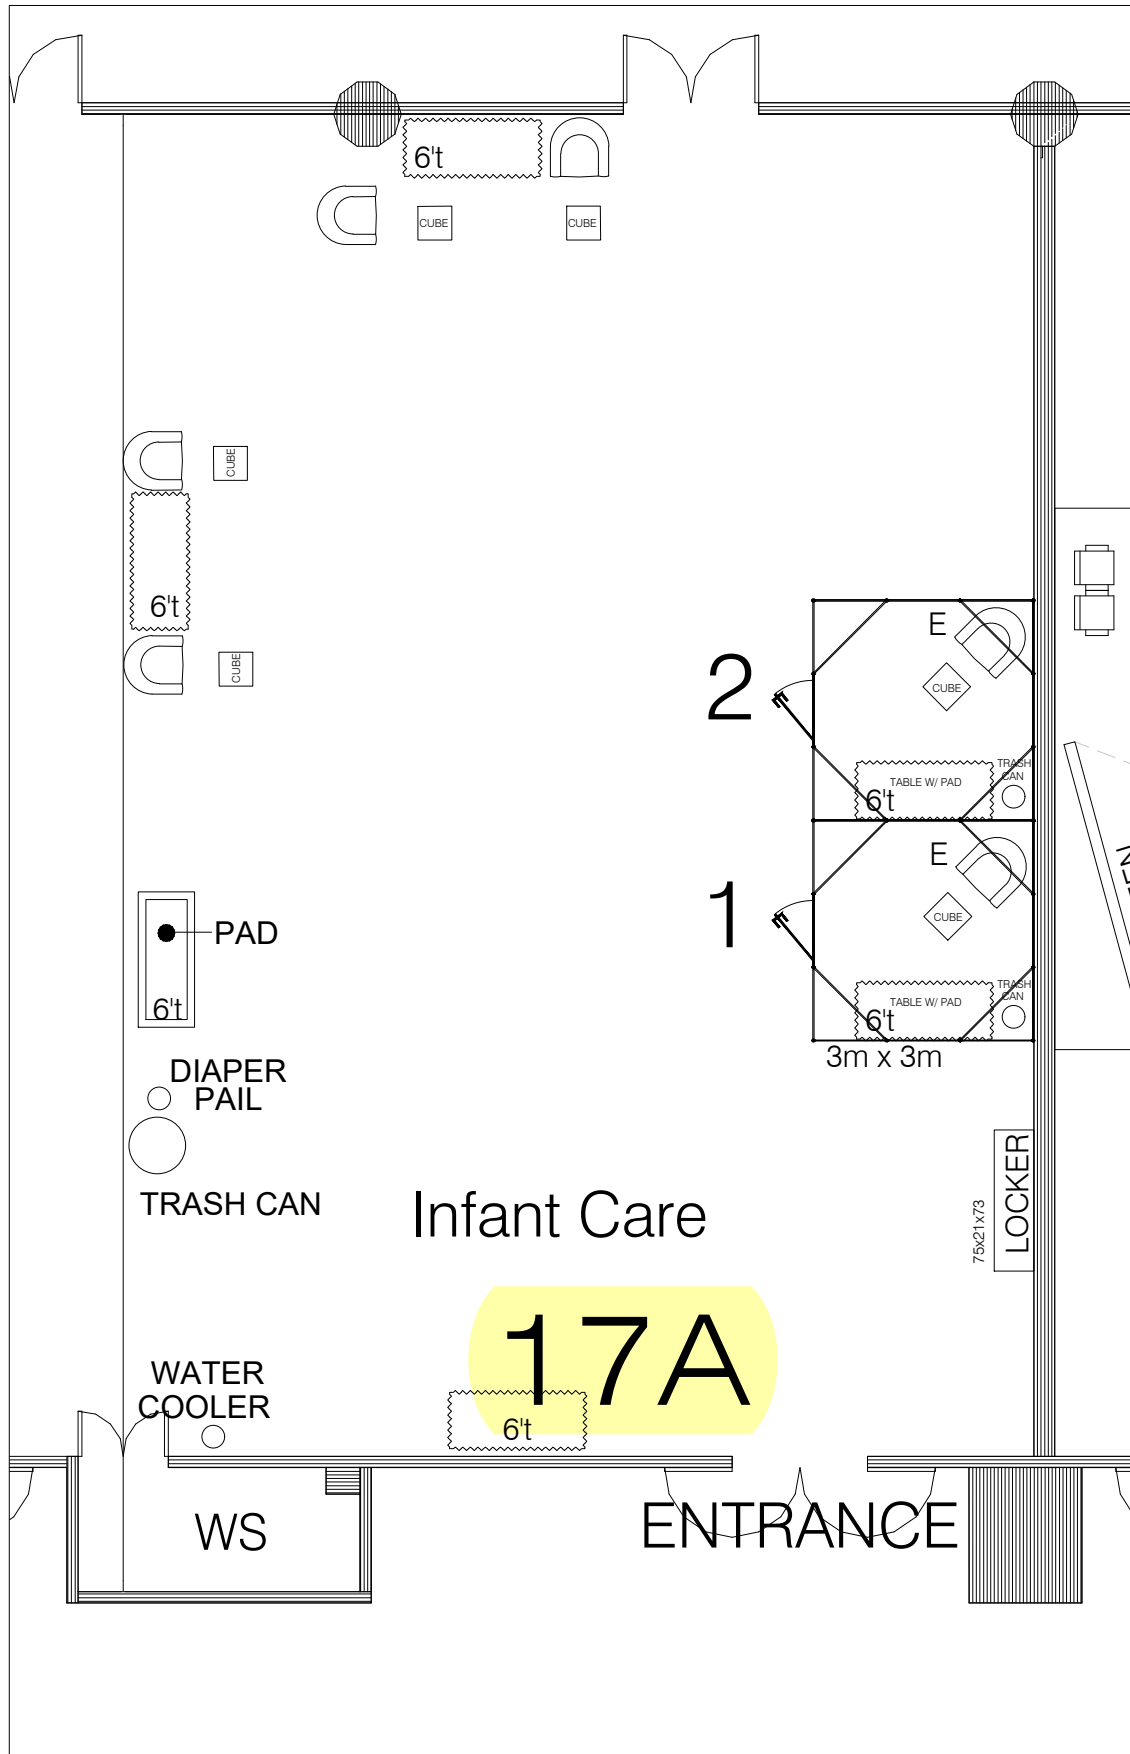 6't
CUBE
CUBE
CUBE
6't
CUBE
2
E
CUBE
TRASH
CAN
TABLE W/ PAD
6't
1
E
CUBE
TRASH
CAN
TABLE W/ PAD
6't
3m x 3m
PAD
6't
DIAPER
PAIL
TRASH CAN
LOCKER
75x21x73
Infant Care
17A
WATER
COOLER
6't
WS
ENTRANCE